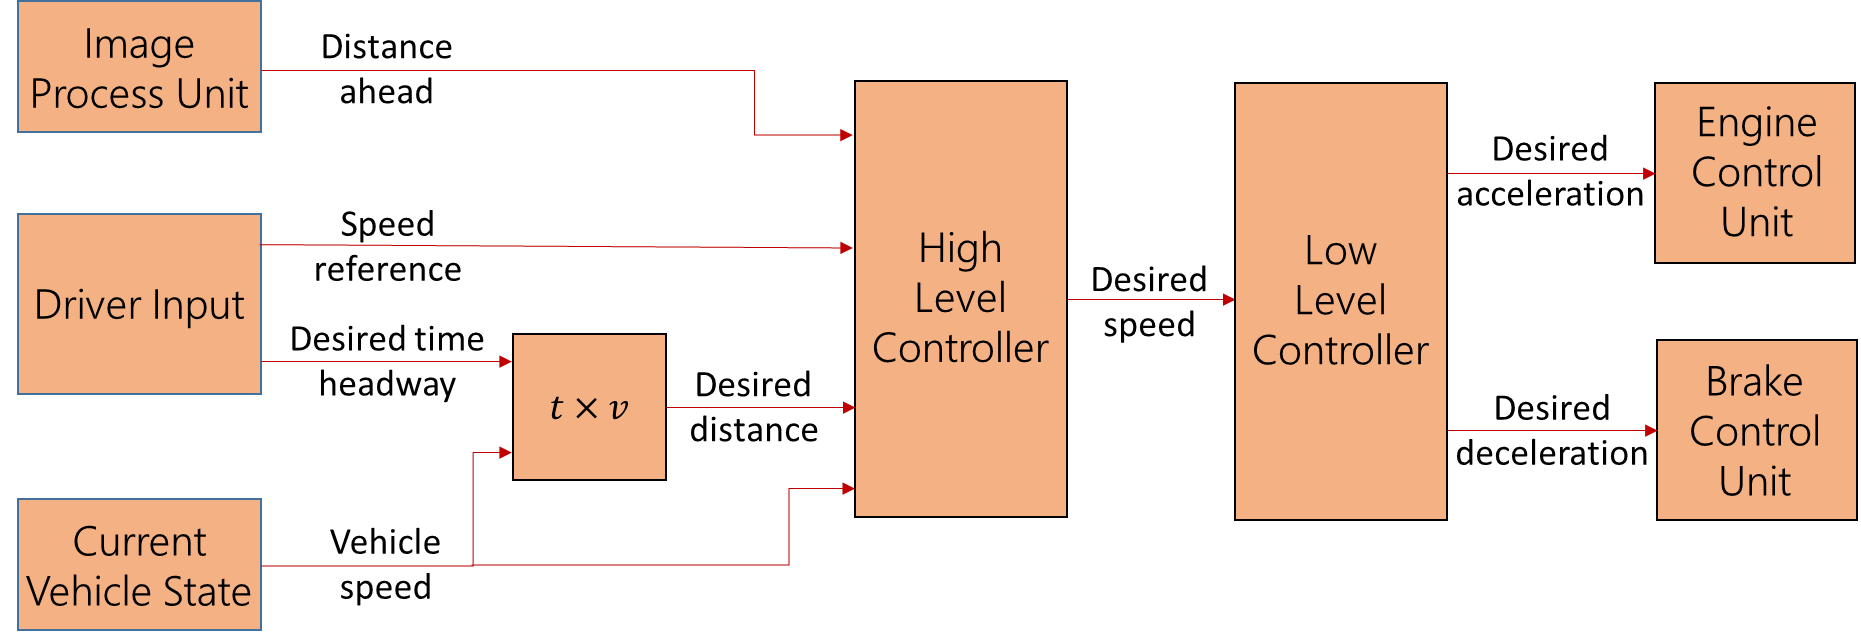 Image
Process Unit
Distance
ahead
Driver Input
Speed
reference
Desired time
headway
t × v
Desired
distance
Current
Vehicle State
Vehicle
speed
High
Level
Controller
Desired
speed
Low
Level
Controller
Desired
acceleration
Engine
Control
Unit
Desired
deceleration
Brake
Control
Unit